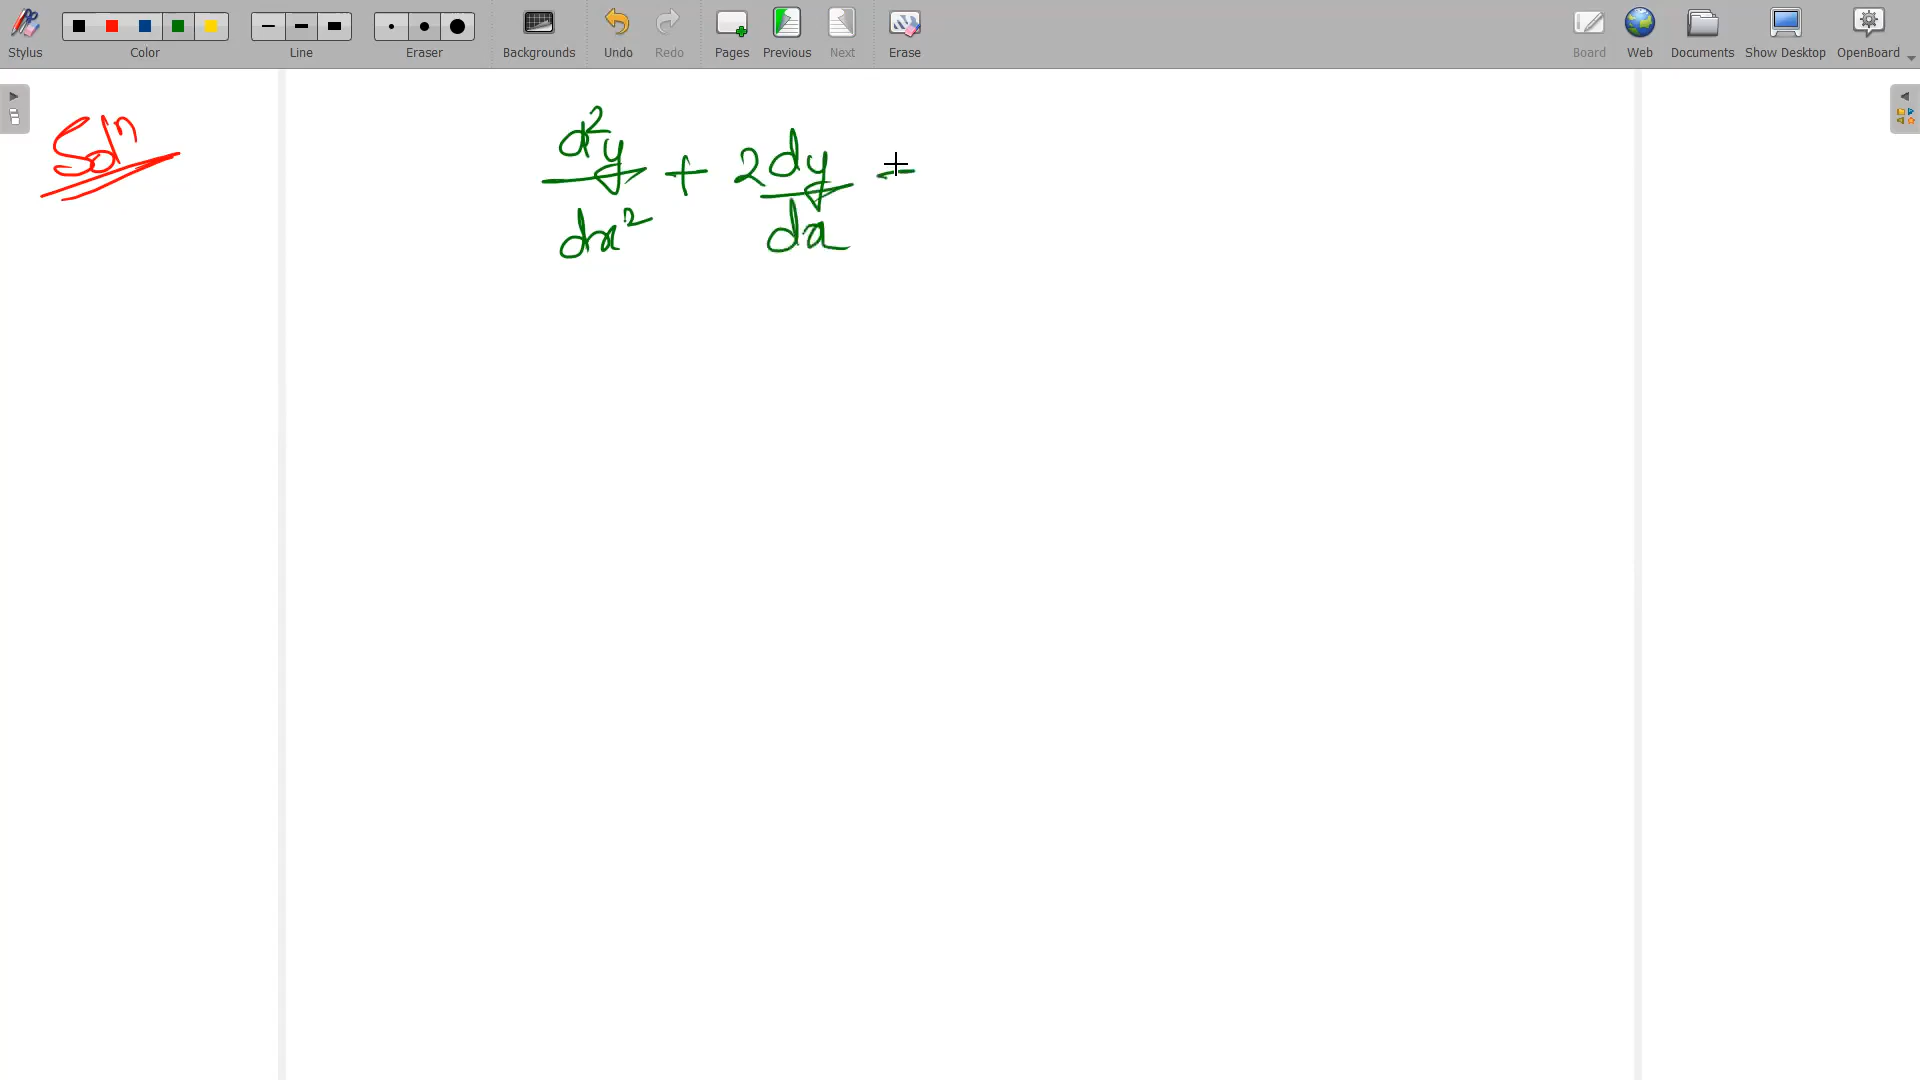 Stylus Color Line Eraser Backgrounds Undo Redo Pages Previous Next Erase Board Web Documents Show Desktop OpenBoard
Solⁿ
d²y/dx² + 2dy/dx